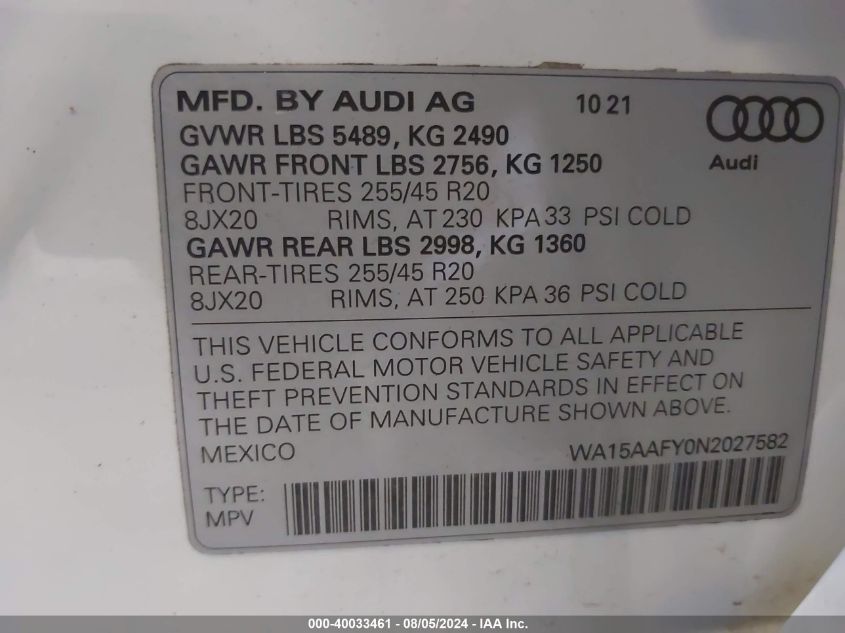 MFD. BY AUDI AG 10 21
Audi
GVWR LBS 5489, KG 2490
GAWR FRONT LBS 2756, KG 1250
FRONT-TIRES 255/45 R20
8JX20 RIMS, AT 230 KPA 33 PSI COLD
GAWR REAR LBS 2998, KG 1360
REAR-TIRES 255/45 R20
8JX20 RIMS, AT 250 KPA 36 PSI COLD
THIS VEHICLE CONFORMS TO ALL APPLICABLE
U.S. FEDERAL MOTOR VEHICLE SAFETY AND
THEFT PREVENTION STANDARDS IN EFFECT ON
THE DATE OF MANUFACTURE SHOWN ABOVE.
MEXICO WA15AAFY0N2027582
TYPE:
MPV
000-40033461 - 08/05/2024 - IAA Inc.